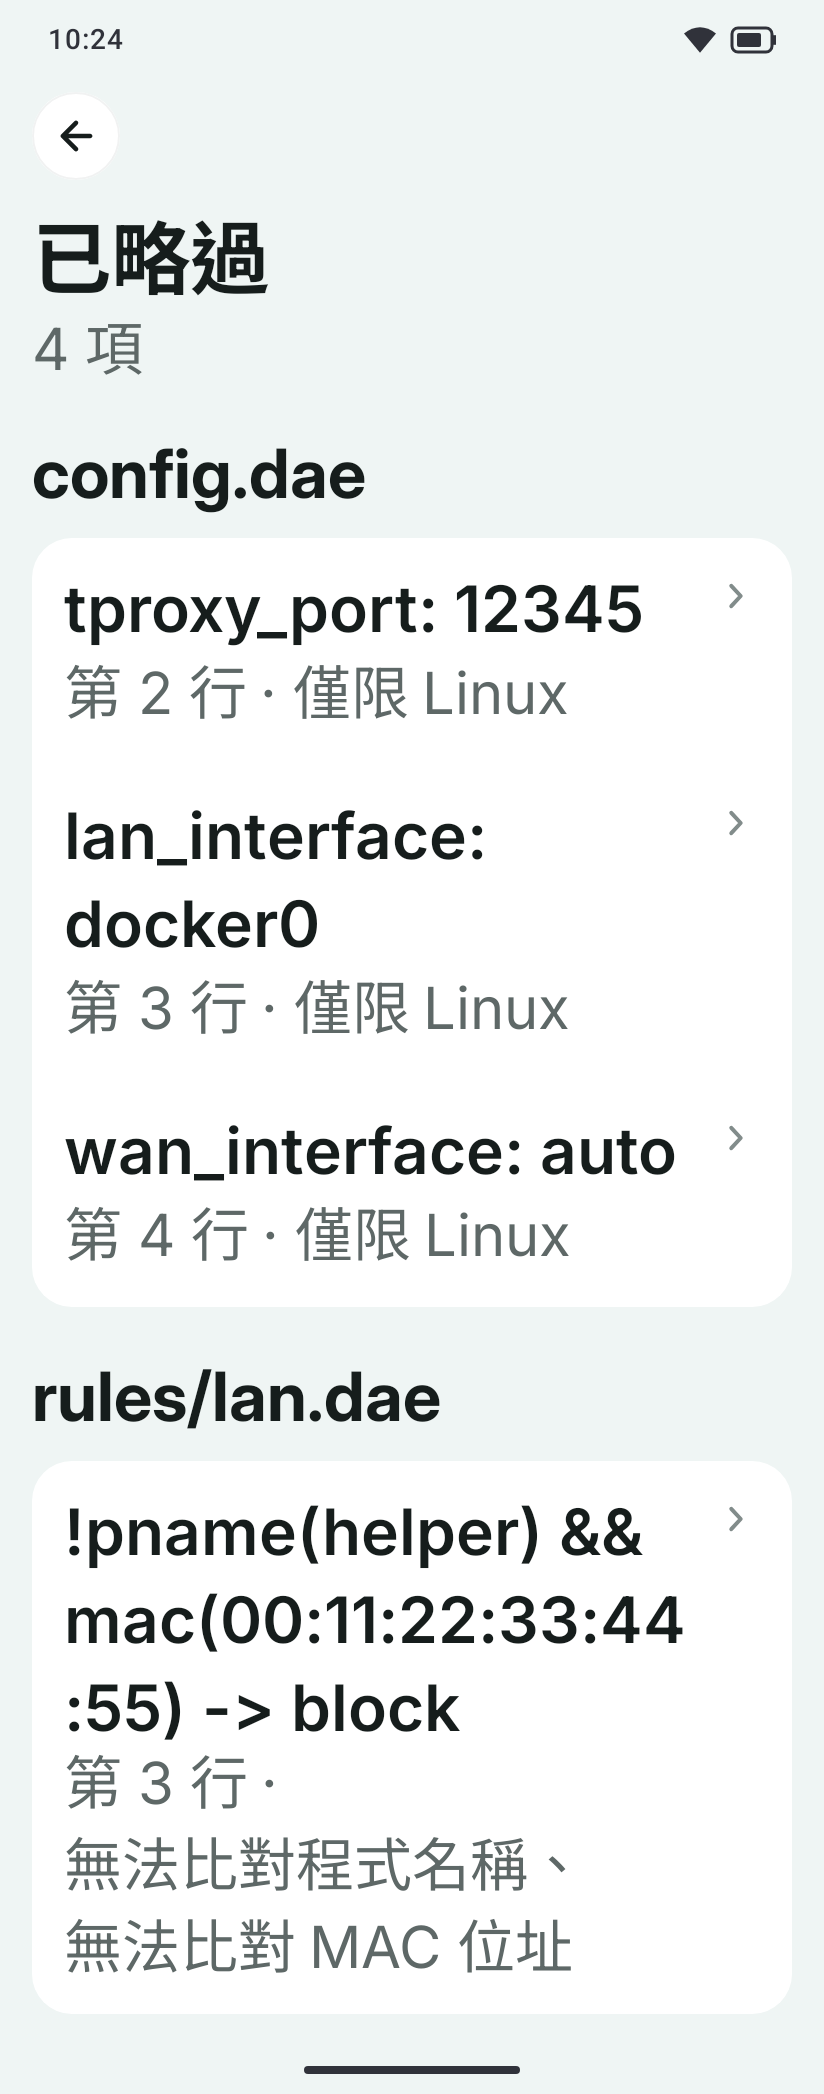 10:24
已略過
4 項
config.dae
tproxy_port: 12345
第 2 行 · 僅限 Linux
lan_interface:
docker0
第 3 行 · 僅限 Linux
wan_interface: auto
第 4 行 · 僅限 Linux
rules/lan.dae
!pname(helper) &&
mac(00:11:22:33:44
:55) -> block
第 3 行 ·
無法比對程式名稱、
無法比對 MAC 位址